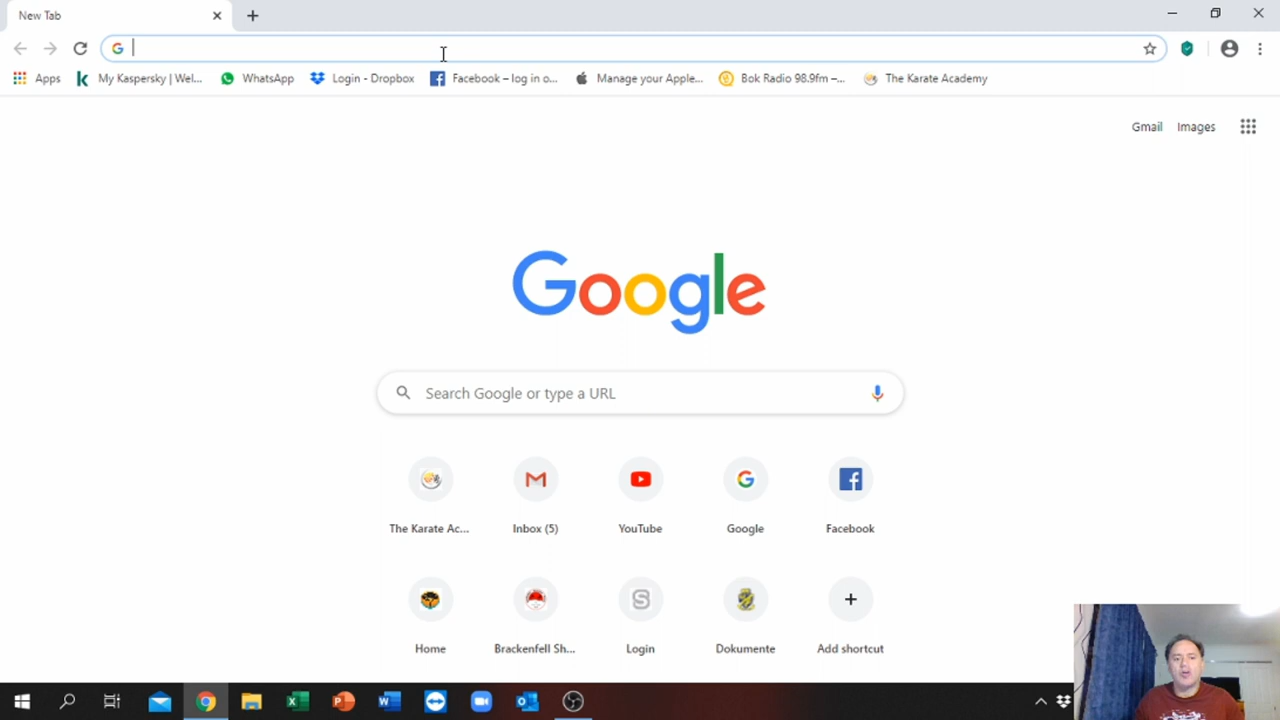 New Tab
Apps
My Kaspersky | Wel...
WhatsApp
Login - Dropbox
Facebook – log in o...
Manage your Apple...
Bok Radio 98.9fm –...
The Karate Academy
Gmail
Images
Google
Search Google or type a URL
The Karate Ac...
Inbox (5)
YouTube
Google
Facebook
Home
Brackenfell Sh...
Login
Dokumente
Add shortcut